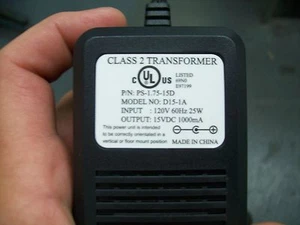 CLASS 2 TRANSFORMER
c UL US LISTED
E97199
P/N: PS-1.75-15D
MODEL NO: D15-1A
INPUT : 120V 60Hz 25W
OUTPUT: 15VDC 1000mA
This power unit is intended to be
correctly orientated in a
vertical or floor mount position
MADE IN CHINA